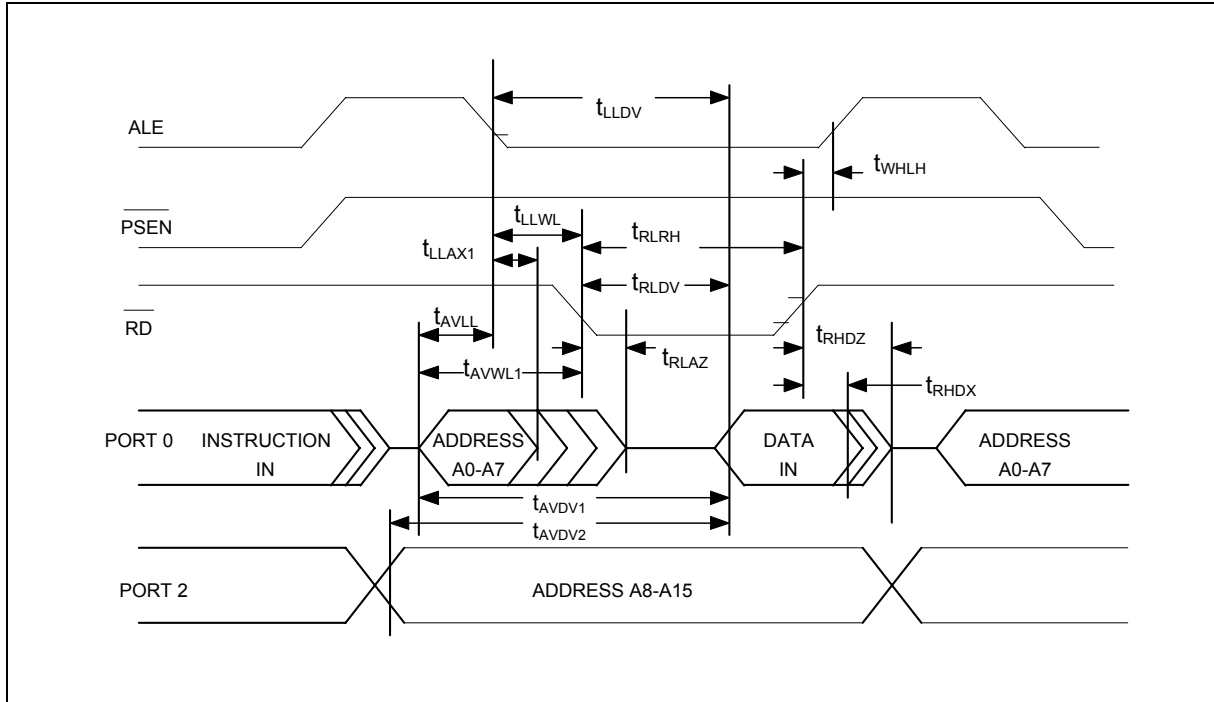 ALE
tLLDV
tWHLH
PSEN
tLLWL
tRLRH
tLLAX1
tRLDV
RD
tAVLL
tRHDZ
tAVWL1
tRLAZ
tRHDX
PORT 0
INSTRUCTION
IN
ADDRESS
A0-A7
DATA
IN
ADDRESS
A0-A7
tAVDV1
tAVDV2
PORT 2
ADDRESS A8-A15